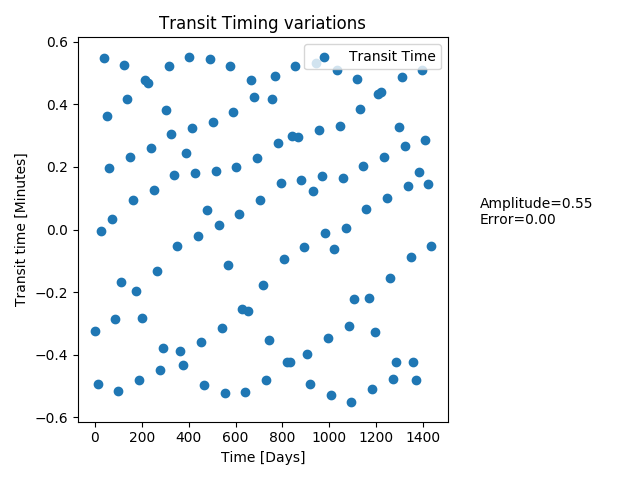 Transit Timing variations
Transit Time
0.6
0.4
0.2
0.0
−0.2
−0.4
−0.6
Transit time [Minutes]
0 200 400 600 800 1000 1200 1400
Time [Days]
Amplitude=0.55
Error=0.00